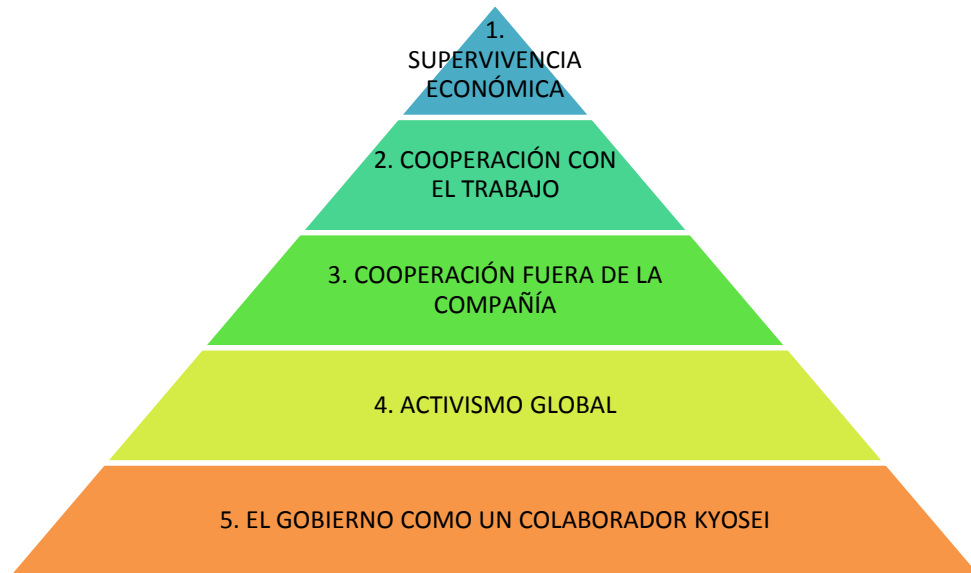 1.
SUPERVIVENCIA
ECONÓMICA
2. COOPERACIÓN CON
EL TRABAJO
3. COOPERACIÓN FUERA DE LA
COMPAÑÍA
4. ACTIVISMO GLOBAL
5. EL GOBIERNO COMO UN COLABORADOR KYOSEI